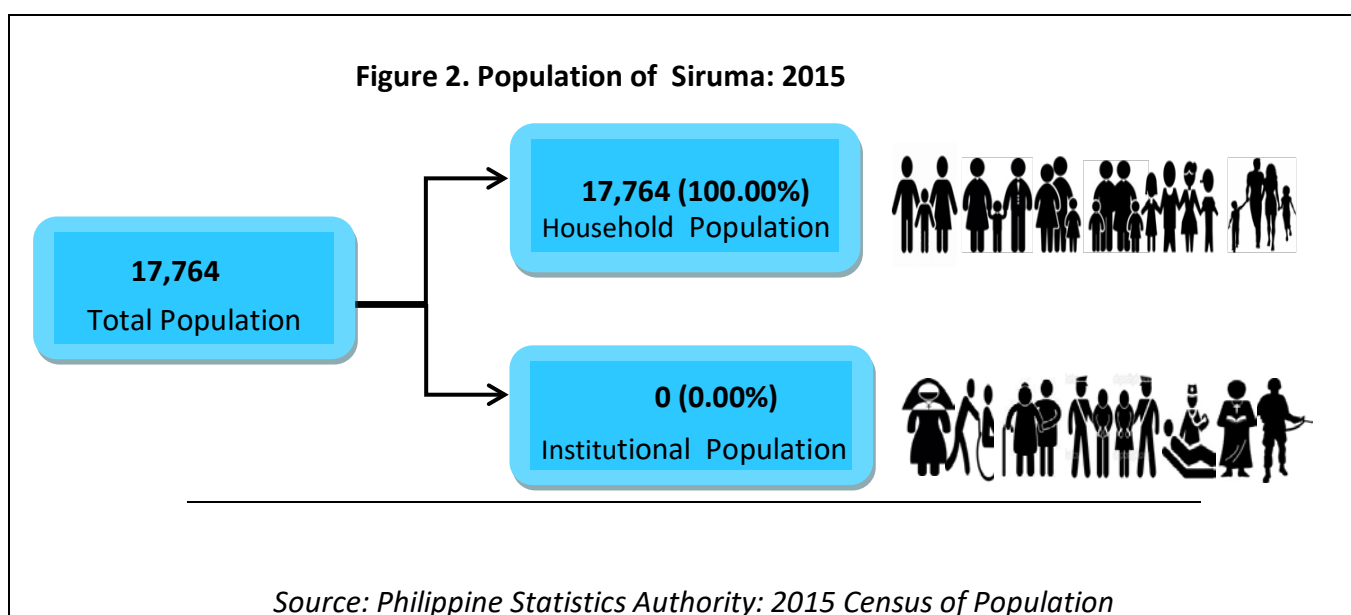 Figure 2. Population of Siruma: 2015
17,764 (100.00%)
Household Population
17,764
Total Population
0 (0.00%)
Institutional Population
Source: Philippine Statistics Authority: 2015 Census of Population